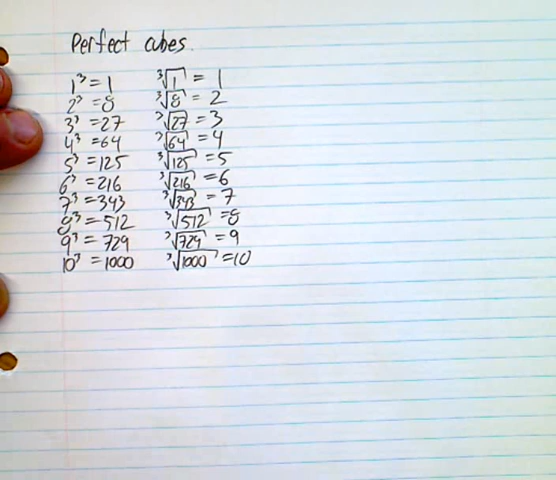 Perfect cubes.
1³ = 1 ³√1 = 1
2³ = 8 ³√8 = 2
3³ = 27 ³√27 = 3
4³ = 64 ³√64 = 4
5³ = 125 ³√125 = 5
6³ = 216 ³√216 = 6
7³ = 343 ³√343 = 7
8³ = 512 ³√512 = 8
9³ = 729 ³√729 = 9
10³ = 1000 ³√1000 = 10